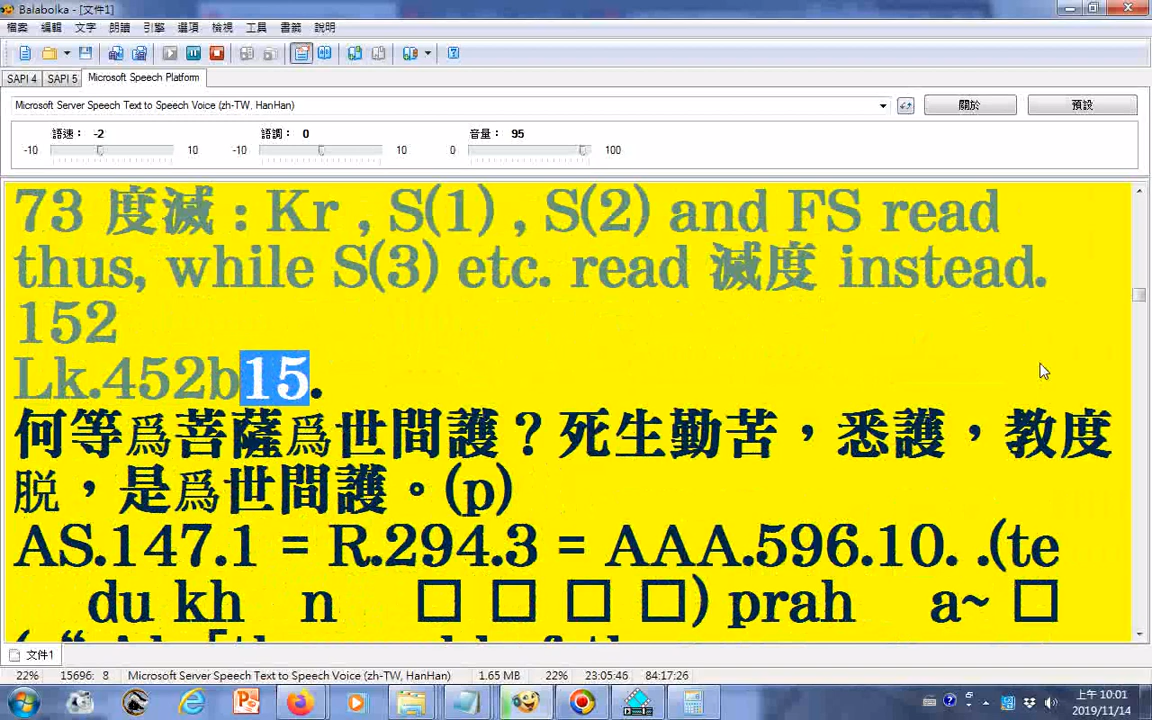 Balabolka - [文件1]
檔案 編輯 文字 朗讀 引擎 選項 檢視 工具 書籤 說明
SAPI 4 SAPI 5 Microsoft Speech Platform
Microsoft Server Speech Text to Speech Voice (zh-TW, HanHan) 關於 預設
語速： -2 語調： 0 音量： 95
-10 10 -10 10 0 100
73 度滅 : Kr , S(1) , S(2) and FS read
thus, while S(3) etc. read 滅度 instead.
152
Lk.452b15.
何等爲菩薩爲世間護？死生勤苦，悉護，教度
脱，是爲世間護。(p)
AS.147.1 = R.294.3 = AAA.596.10. .(te
du kh n □ □ □ □) prah a~ □
文件1
22% 15696: 8 Microsoft Server Speech Text to Speech Voice (zh-TW, HanHan) 1.65 MB 22% 23:05:46 84:17:26
上午 10:01
2019/11/14